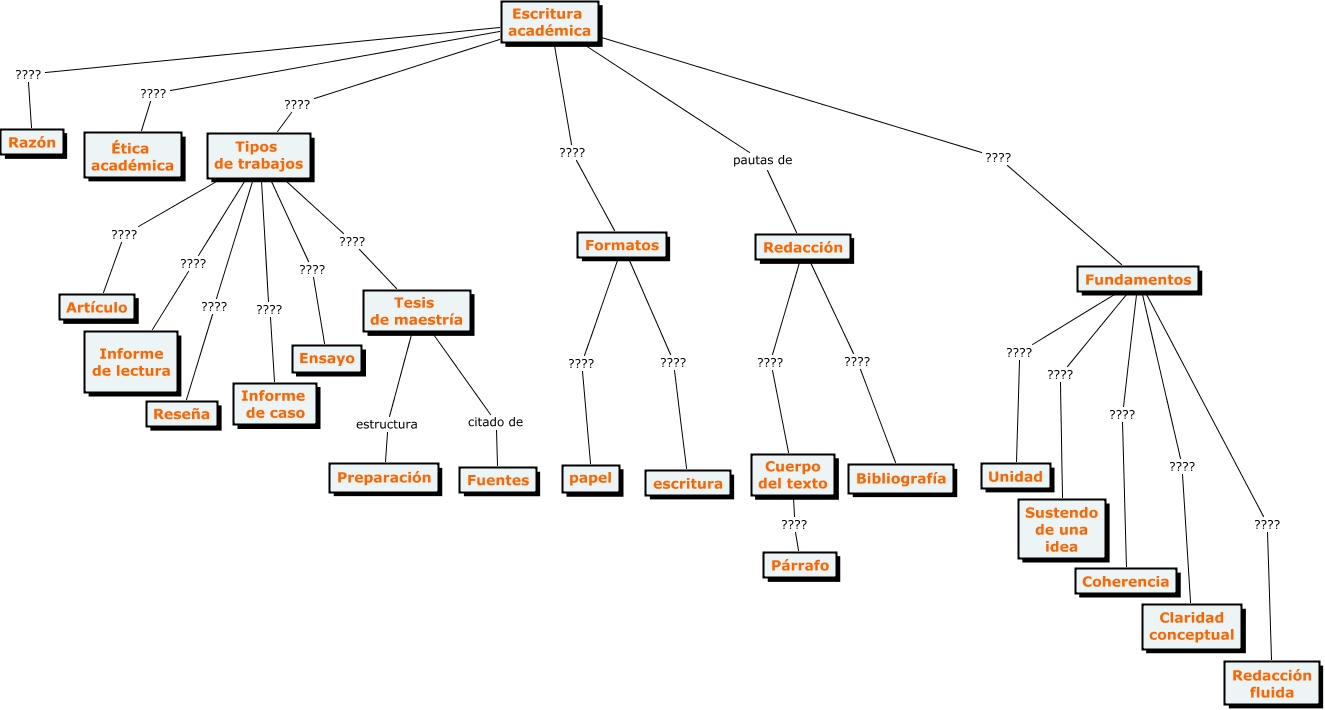 Escritura
académica
????
????
????
????
pautas de
????
Razón
Ética
académica
Tipos
de trabajos
Formatos
Redacción
Fundamentos
????
????
????
????
????
????
Artículo
Informe
de lectura
Reseña
Informe
de caso
Ensayo
Tesis
de maestría
estructura
citado de
Preparación
Fuentes
????
????
papel
escritura
????
????
Cuerpo
del texto
Bibliografía
????
Párrafo
????
????
????
????
????
Unidad
Sustendo
de una
idea
Coherencia
Claridad
conceptual
Redacción
fluida